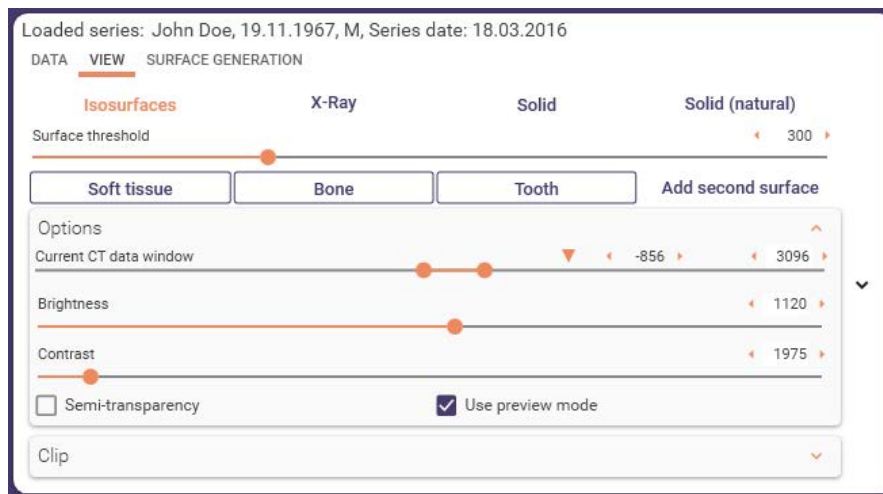 Loaded series: John Doe, 19.11.1967, M, Series date: 18.03.2016
DATA VIEW SURFACE GENERATION
Isosurfaces X-Ray Solid Solid (natural)
Surface threshold 300
Soft tissue Bone Tooth Add second surface
Options
Current CT data window -856 3096
Brightness 1120
Contrast 1975
Semi-transparency Use preview mode
Clip